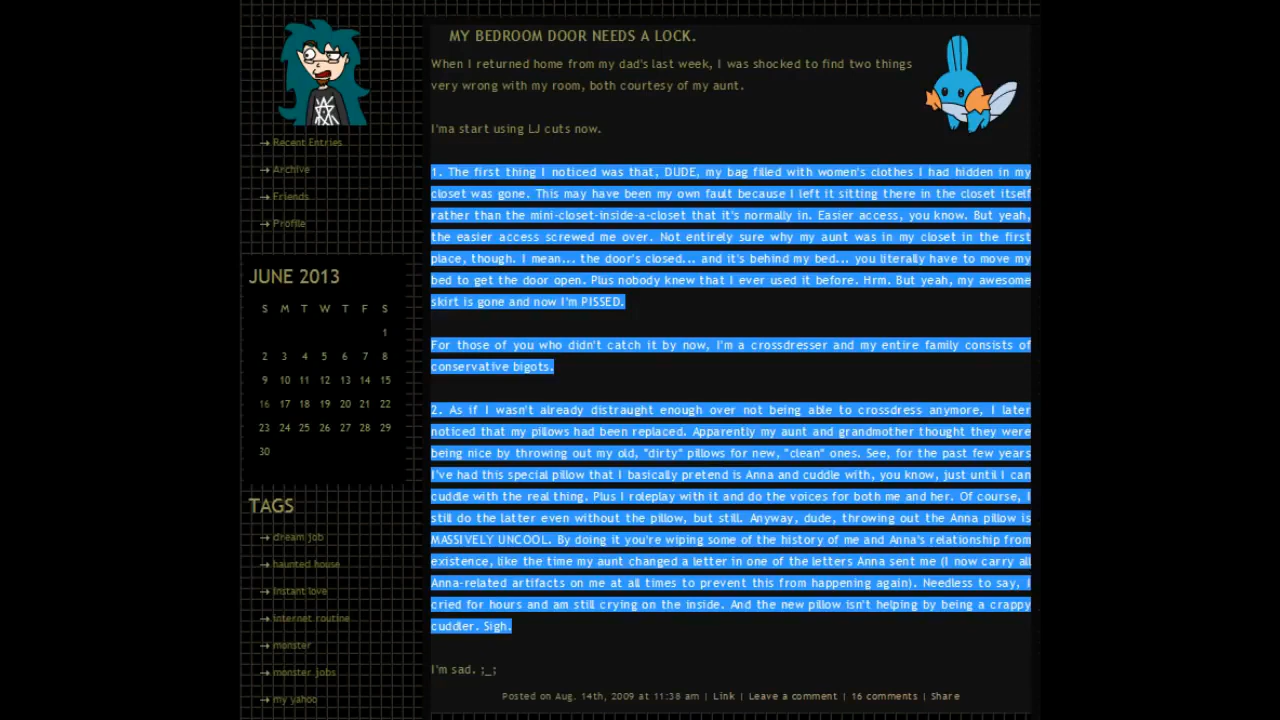 MY BEDROOM DOOR NEEDS A LOCK.
When I returned home from my dad's last week, I was shocked to find two things
very wrong with my room, both courtesy of my aunt.
I'ma start using LJ cuts now.
1. The first thing I noticed was that, DUDE, my bag filled with women's clothes I had hidden in my
closet was gone. This may have been my own fault because I left it sitting there in the closet itself
rather than the mini-closet-inside-a-closet that it's normally in. Easier access, you know. But yeah,
the easier access screwed me over. Not entirely sure why my aunt was in my closet in the first
place, though. I mean... the door's closed... and it's behind my bed... you literally have to move my
bed to get the door open. Plus nobody knew that I ever used it before. Hrm. But yeah, my awesome
skirt is gone and now I'm PISSED.
For those of you who didn't catch it by now, I'm a crossdresser and my entire family consists of
conservative bigots.
2. As if I wasn't already distraught enough over not being able to crossdress anymore, I later
noticed that my pillows had been replaced. Apparently my aunt and grandmother thought they were
being nice by throwing out my old, "dirty" pillows for new, "clean" ones. See, for the past few years
I've had this special pillow that I basically pretend is Anna and cuddle with, you know, just until I can
cuddle with the real thing. Plus I roleplay with it and do the voices for both me and her. Of course, I
still do the latter even without the pillow, but still. Anyway, dude, throwing out the Anna pillow is
MASSIVELY UNCOOL. By doing it you're wiping some of the history of me and Anna's relationship from
existence, like the time my aunt changed a letter in one of the letters Anna sent me (I now carry all
Anna-related artifacts on me at all times to prevent this from happening again). Needless to say, I
cried for hours and am still crying on the inside. And the new pillow isn't helping by being a crappy
cuddler. Sigh.
I'm sad. ;_;
Posted on Aug. 14th, 2009 at 11:38 am | Link | Leave a comment | 16 comments | Share
→ Recent Entries
→ Archive
→ Friends
→ Profile
JUNE 2013
S M T W T F S
1
2 3 4 5 6 7 8
9 10 11 12 13 14 15
16 17 18 19 20 21 22
23 24 25 26 27 28 29
30
TAGS
→ dream job
→ haunted house
→ instant love
→ internet routine
→ monster
→ monster jobs
→ my yahoo